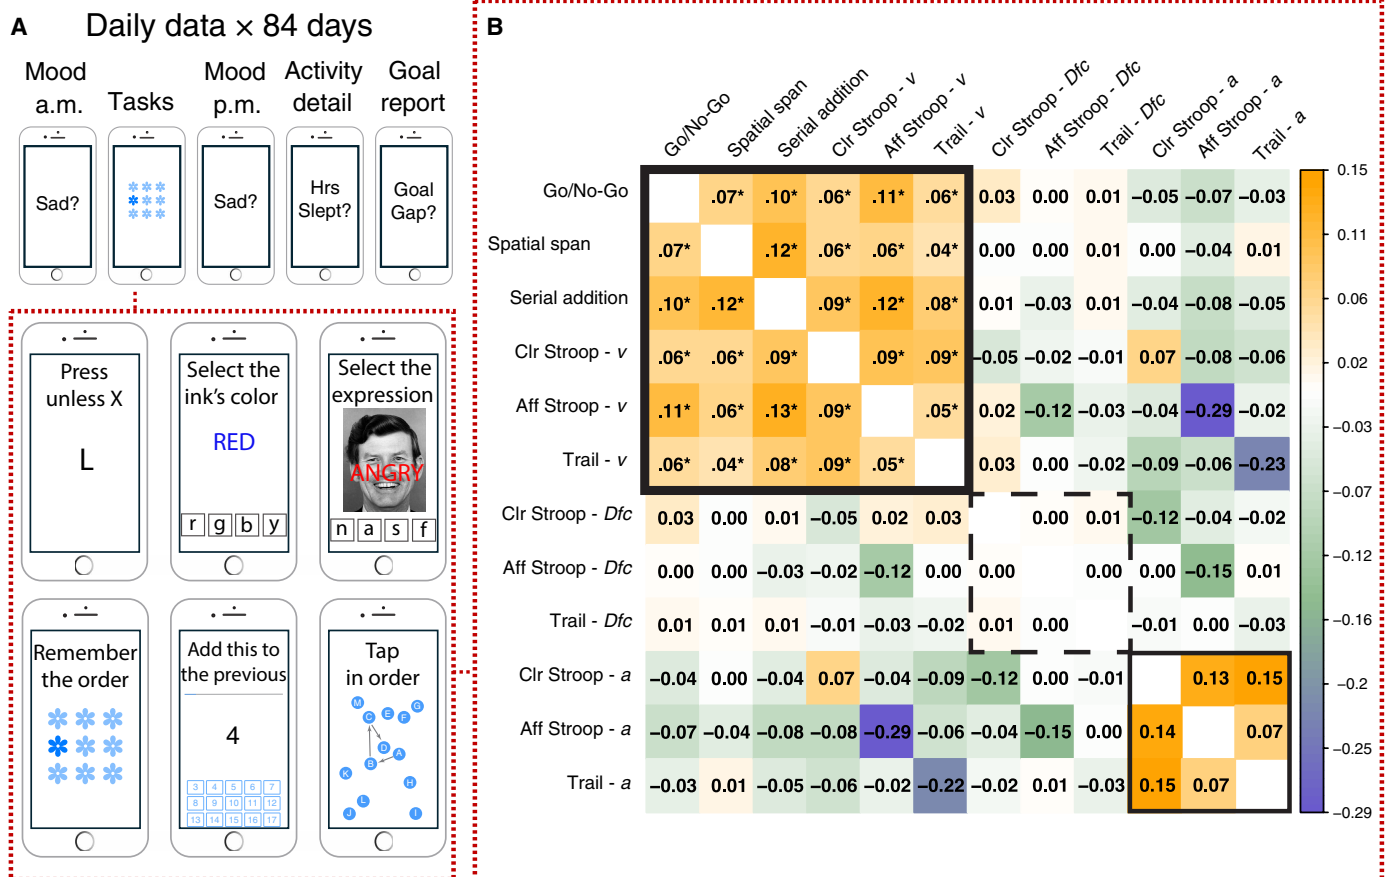 A
Daily data × 84 days
Mood
a.m.
Tasks
Mood
p.m.
Activity
detail
Goal
report
Sad?
Sad?
Hrs
Slept?
Goal
Gap?
Press
unless X
L
Select the
ink's color
RED
r g b y
Select the
expression
ANGRY
n a s f
Remember
the order
Add this to
the previous
4
3 4 5 6 7
8 9 10 11 12
13 14 15 16 17
Tap
in order
M
G
C
E
F
D
A
B
K
H
L
J
I
B
Go/No-Go
Spatial span
Serial addition
Clr Stroop - v
Aff Stroop - v
Trail - v
Clr Stroop - Dfc
Aff Stroop - Dfc
Trail - Dfc
Clr Stroop - a
Aff Stroop - a
Trail - a
Go/No-Go .07* .10* .06* .11* .06* 0.03 0.00 0.01 −0.05 −0.07 −0.03
Spatial span .07* .12* .06* .06* .04* 0.00 0.00 0.01 0.00 −0.04 0.01
Serial addition .10* .12* .09* .12* .08* 0.01 −0.03 0.01 −0.04 −0.08 −0.05
Clr Stroop - v .06* .06* .09* .09* .09* −0.05 −0.02 −0.01 0.07 −0.08 −0.06
Aff Stroop - v .11* .06* .13* .09* .05* 0.02 −0.12 −0.03 −0.04 −0.29 −0.02
Trail - v .06* .04* .08* .09* .05* 0.03 0.00 −0.02 −0.09 −0.06 −0.23
Clr Stroop - Dfc 0.03 0.00 0.01 −0.05 0.02 0.03 0.00 0.01 −0.12 −0.04 −0.02
Aff Stroop - Dfc 0.00 0.00 −0.03 −0.02 −0.12 0.00 0.00 0.00 0.00 −0.15 0.01
Trail - Dfc 0.01 0.01 0.01 −0.01 −0.03 −0.02 0.01 0.00 −0.01 0.00 −0.03
Clr Stroop - a −0.04 0.00 −0.04 0.07 −0.04 −0.09 −0.12 0.00 −0.01 0.13 0.15
Aff Stroop - a −0.07 −0.04 −0.08 −0.08 −0.29 −0.06 −0.04 −0.15 0.00 0.14 0.07
Trail - a −0.03 0.01 −0.05 −0.06 −0.02 −0.22 −0.02 0.01 −0.03 0.15 0.07
0.15
0.11
0.06
0.02
−0.03
−0.07
−0.12
−0.16
−0.2
−0.25
−0.29